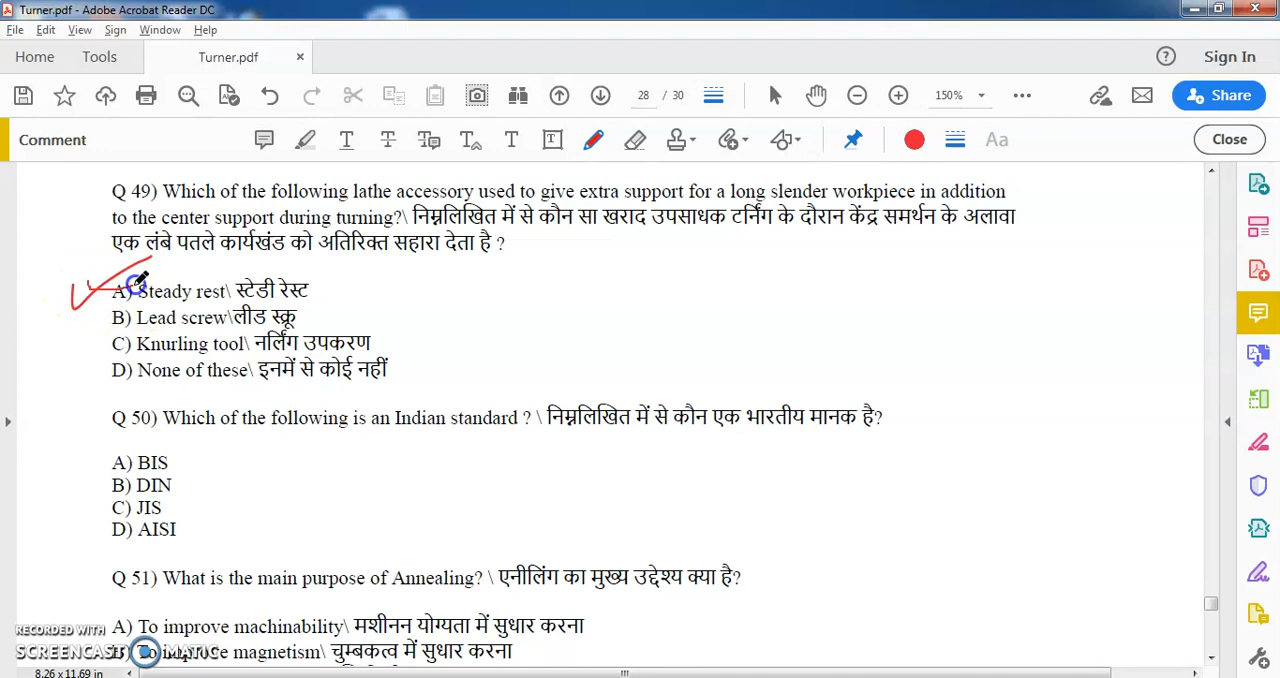 Turner.pdf - Adobe Acrobat Reader DC
File Edit View Sign Window Help
Home Tools Turner.pdf × ? Sign In
28 / 30 150% Share
Comment T T T T T Aa Close
Q 49) Which of the following lathe accessory used to give extra support for a long slender workpiece in addition
to the center support during turning?\ निम्नलिखित में से कौन सा खराद उपसाधक टर्निंग के दौरान केंद्र समर्थन के अलावा
एक लंबे पतले कार्यखंड को अतिरिक्त सहारा देता है ?
A) Steady rest\ स्टेडी रेस्ट
B) Lead screw\लीड स्क्रू
C) Knurling tool\ नर्लिंग उपकरण
D) None of these\ इनमें से कोई नहीं
Q 50) Which of the following is an Indian standard ? \ निम्नलिखित में से कौन एक भारतीय मानक है?
A) BIS
B) DIN
C) JIS
D) AISI
Q 51) What is the main purpose of Annealing? \ एनीलिंग का मुख्य उद्देश्य क्या है?
A) To improve machinability\ मशीनन योग्यता में सुधार करना
B) To improve magnetism\ चुम्बकत्व में सुधार करना
RECORDED WITH
SCREENCAST MATIC
8.26 x 11.69 in